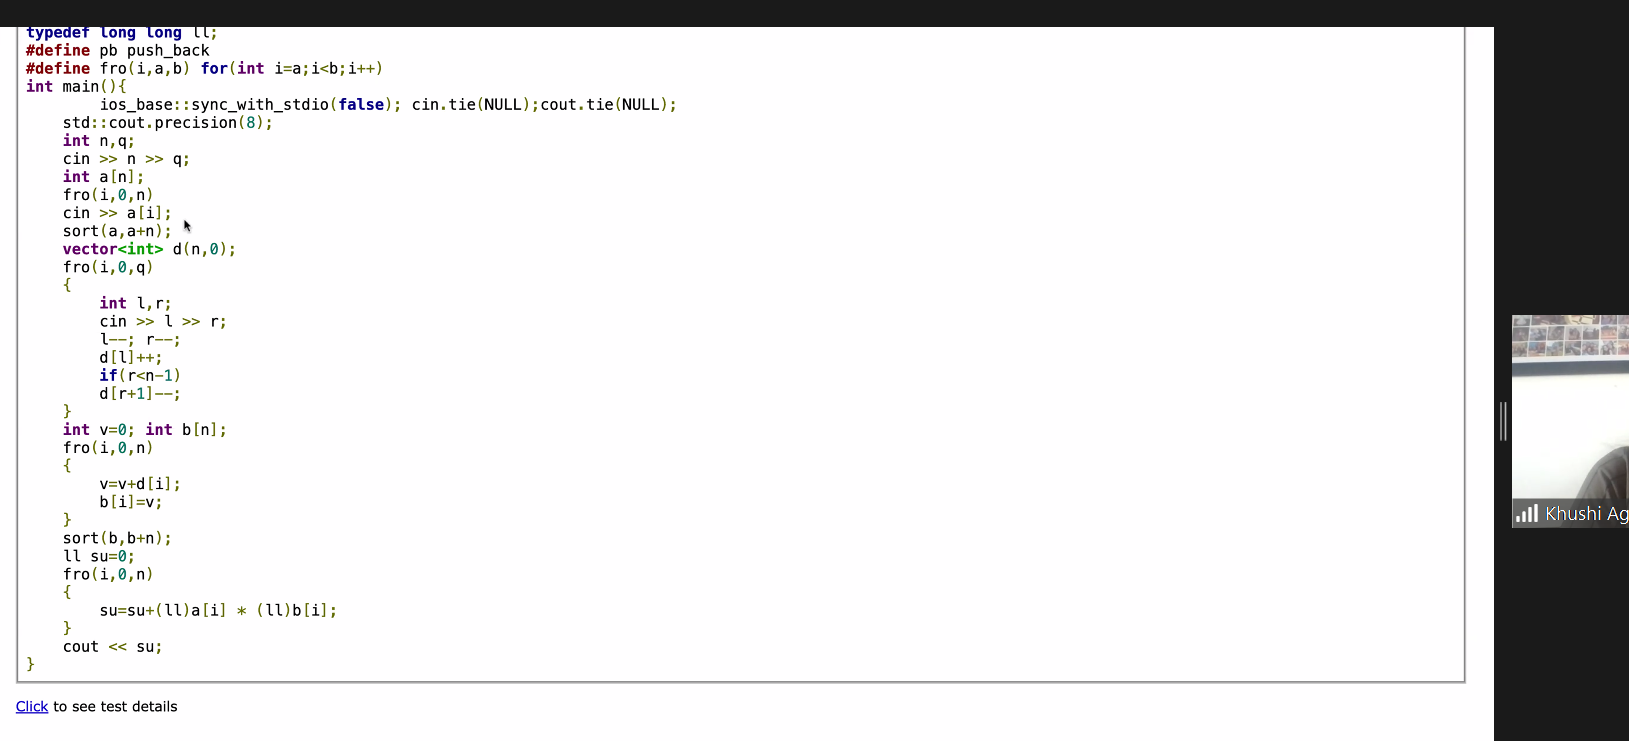 typedef long long ll;
#define pb push_back
#define fro(i,a,b) for(int i=a;i<b;i++)
int main(){
        ios_base::sync_with_stdio(false); cin.tie(NULL);cout.tie(NULL);
    std::cout.precision(8);
    int n,q;
    cin >> n >> q;
    int a[n];
    fro(i,0,n)
    cin >> a[i];
    sort(a,a+n);
    vector<int> d(n,0);
    fro(i,0,q)
    {
        int l,r;
        cin >> l >> r;
        l--; r--;
        d[l]++;
        if(r<n-1)
        d[r+1]--;
    }
    int v=0; int b[n];
    fro(i,0,n)
    {
        v=v+d[i];
        b[i]=v;
    }
    sort(b,b+n);
    ll su=0;
    fro(i,0,n)
    {
        su=su+(ll)a[i] * (ll)b[i];
    }
    cout << su;
}
Click to see test details
Khushi Ag